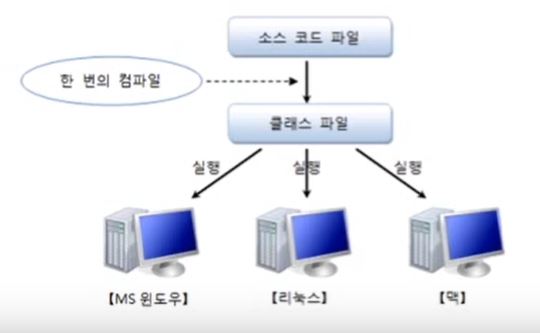 소스 코드 파일
한 번의 컴파일
클래스 파일
실행 실행 실행
【MS 윈도우】 【리눅스】 【맥】